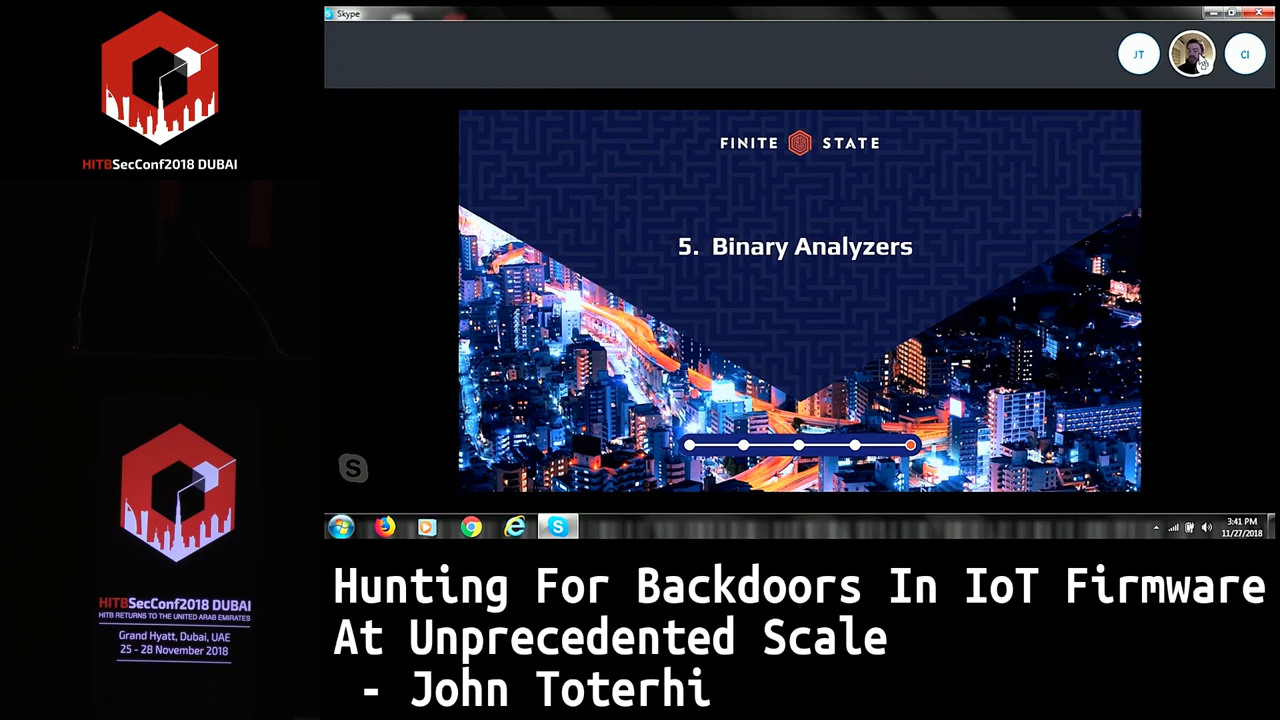 HITBSecConf2018 DUBAI
HITBSecConf2018 DUBAI
HITB RETURNS TO THE UNITED ARAB EMIRATES
Grand Hyatt, Dubai, UAE
25 - 28 November 2018
Skype
JT
CI
FINITE STATE
5. Binary Analyzers
3:41 PM
11/27/2018
Hunting For Backdoors In IoT Firmware
At Unprecedented Scale
- John Toterhi